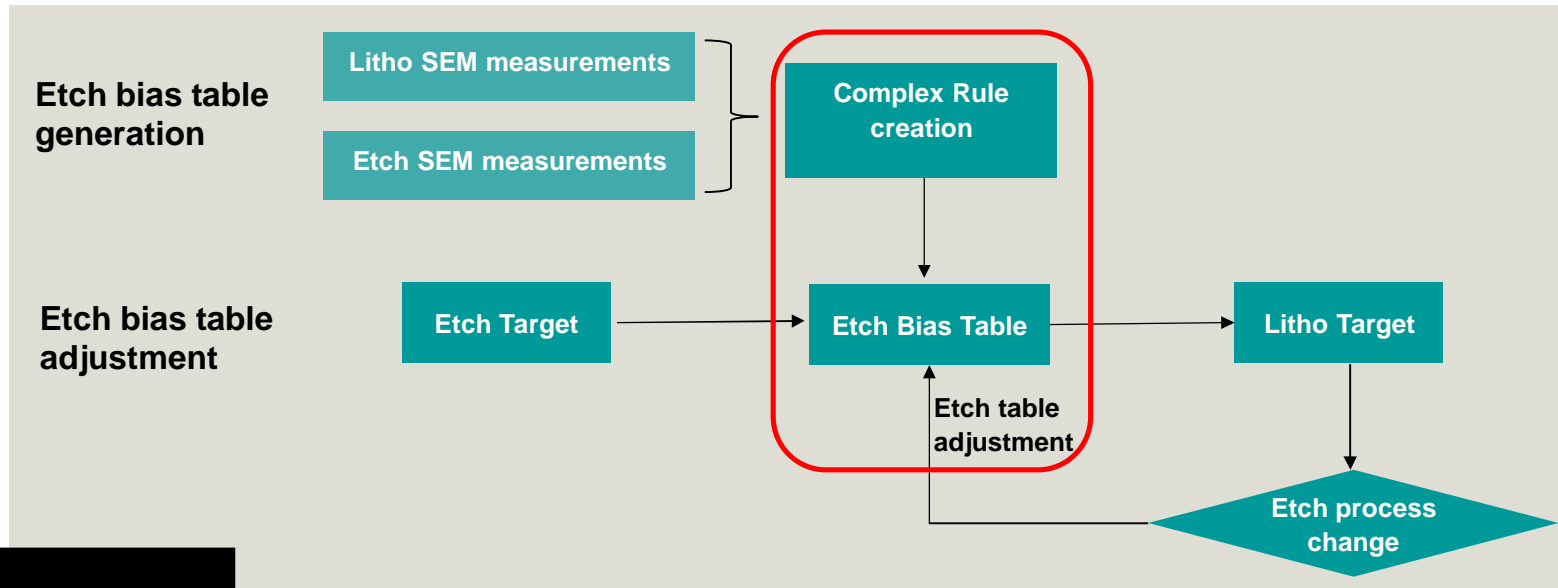 Etch bias table
generation
Litho SEM measurements
Etch SEM measurements
Complex Rule
creation
Etch bias table
adjustment
Etch Target
Etch Bias Table
Litho Target
Etch table
adjustment
Etch process
change